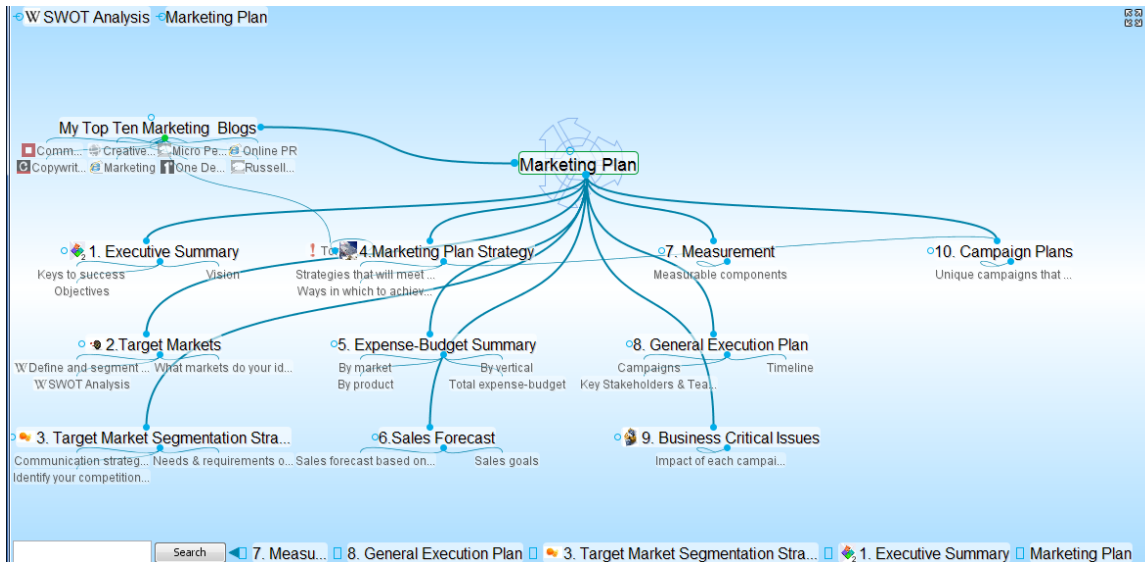 W SWOT Analysis Marketing Plan
My Top Ten Marketing Blogs
Comm... Creative... Micro Pe... Online PR
Copywrit... Marketing One De... Russell...
Marketing Plan
1. Executive Summary
Keys to success Vision
Objectives
! To 4.Marketing Plan Strategy
Strategies that will meet ...
Ways in which to achiev...
7. Measurement
Measurable components
10. Campaign Plans
Unique campaigns that ...
2.Target Markets
W Define and segment ... What markets do your id...
W SWOT Analysis
5. Expense-Budget Summary
By market By vertical
By product Total expense-budget
8. General Execution Plan
Campaigns Timeline
Key Stakeholders & Tea...
3. Target Market Segmentation Stra...
Communication strateg... Needs & requirements o...
Identify your competition...
6.Sales Forecast
Sales forecast based on... Sales goals
9. Business Critical Issues
Impact of each campai...
Search 7. Measu... 8. General Execution Plan 3. Target Market Segmentation Stra... 1. Executive Summary Marketing Plan